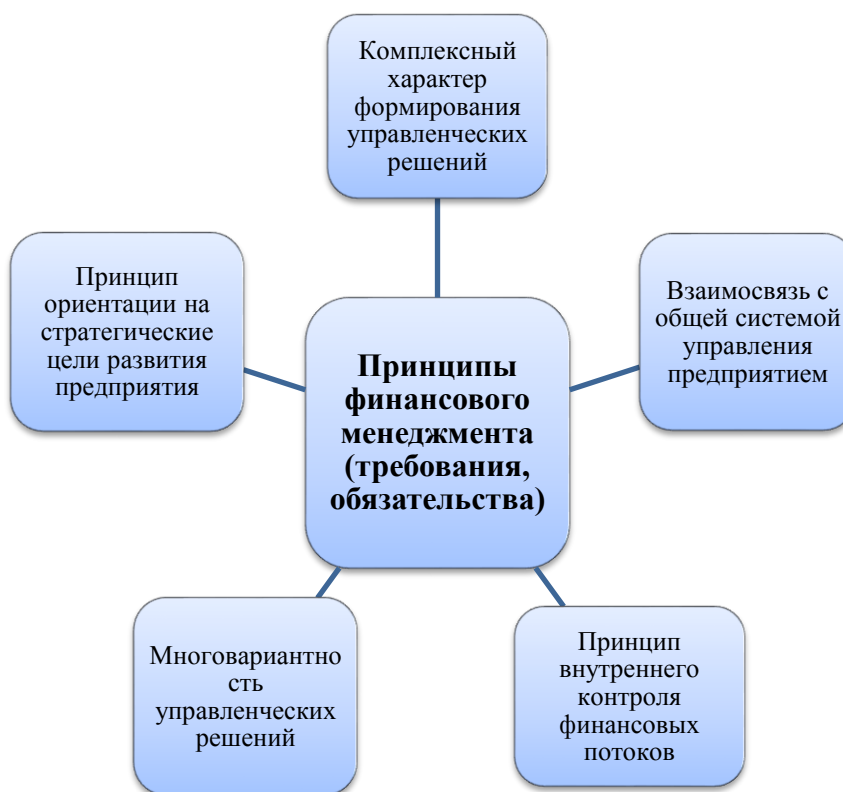 Комплексный
характер
формирования
управленческих
решений
Принцип
ориентации на
стратегические
цели развития
предприятия
Взаимосвязь с
общей системой
управления
предприятием
Принципы
финансового
менеджмента
(требования,
обязательства)
Многовариантно
сть
управленческих
решений
Принцип
внутреннего
контроля
финансовых
потоков